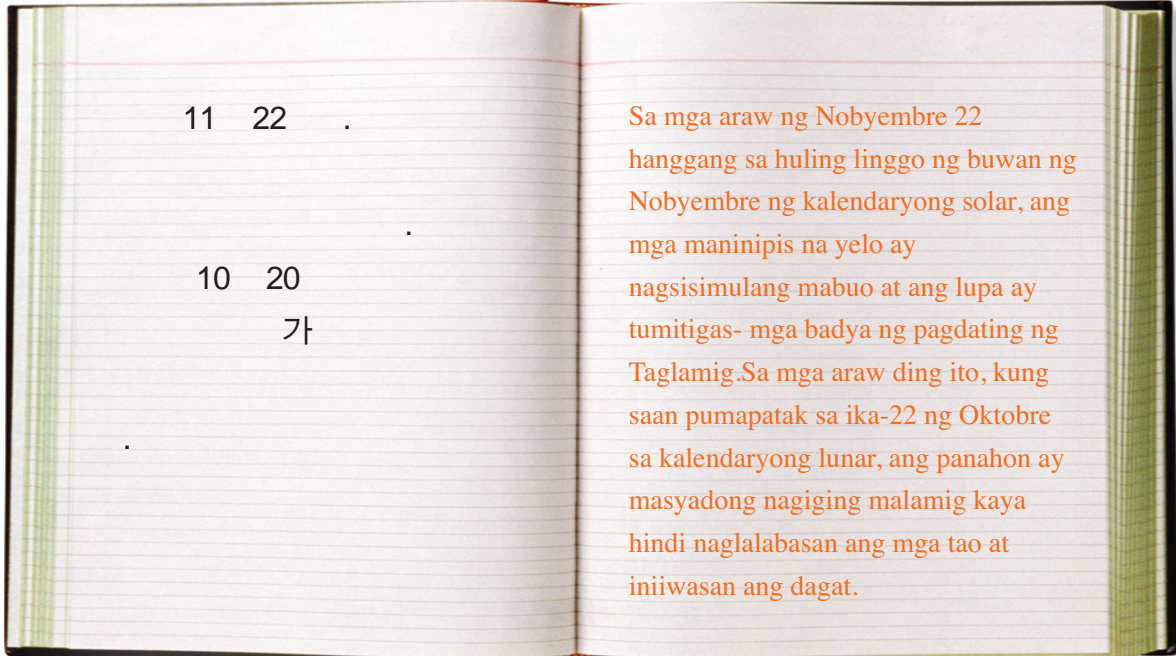 11 22 .
.
10 20
가
.
Sa mga araw ng Nobyembre 22
hanggang sa huling linggo ng buwan ng
Nobyembre ng kalendaryong solar, ang
mga maninipis na yelo ay
nagsisimulang mabuo at ang lupa ay
tumitigas- mga badya ng pagdating ng
Taglamig.Sa mga araw ding ito, kung
saan pumapatak sa ika-22 ng Oktobre
sa kalendaryong lunar, ang panahon ay
masyadong nagiging malamig kaya
hindi naglalabasan ang mga tao at
iniiwasan ang dagat.